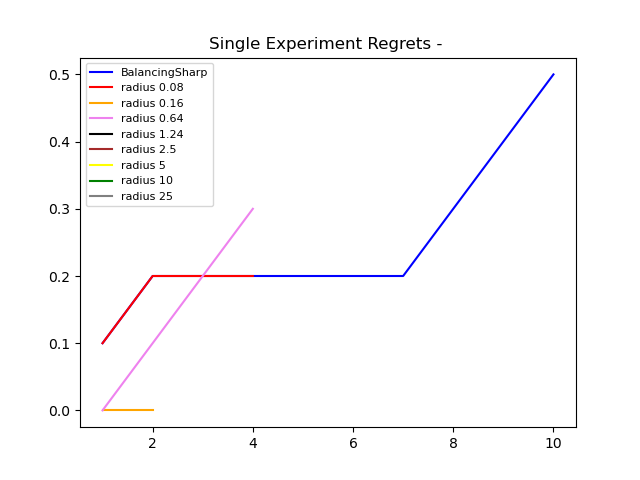 Single Experiment Regrets -
BalancingSharp
radius 0.08
radius 0.16
radius 0.64
radius 1.24
radius 2.5
radius 5
radius 10
radius 25
0.5
0.4
0.3
0.2
0.1
0.0
2 4 6 8 10